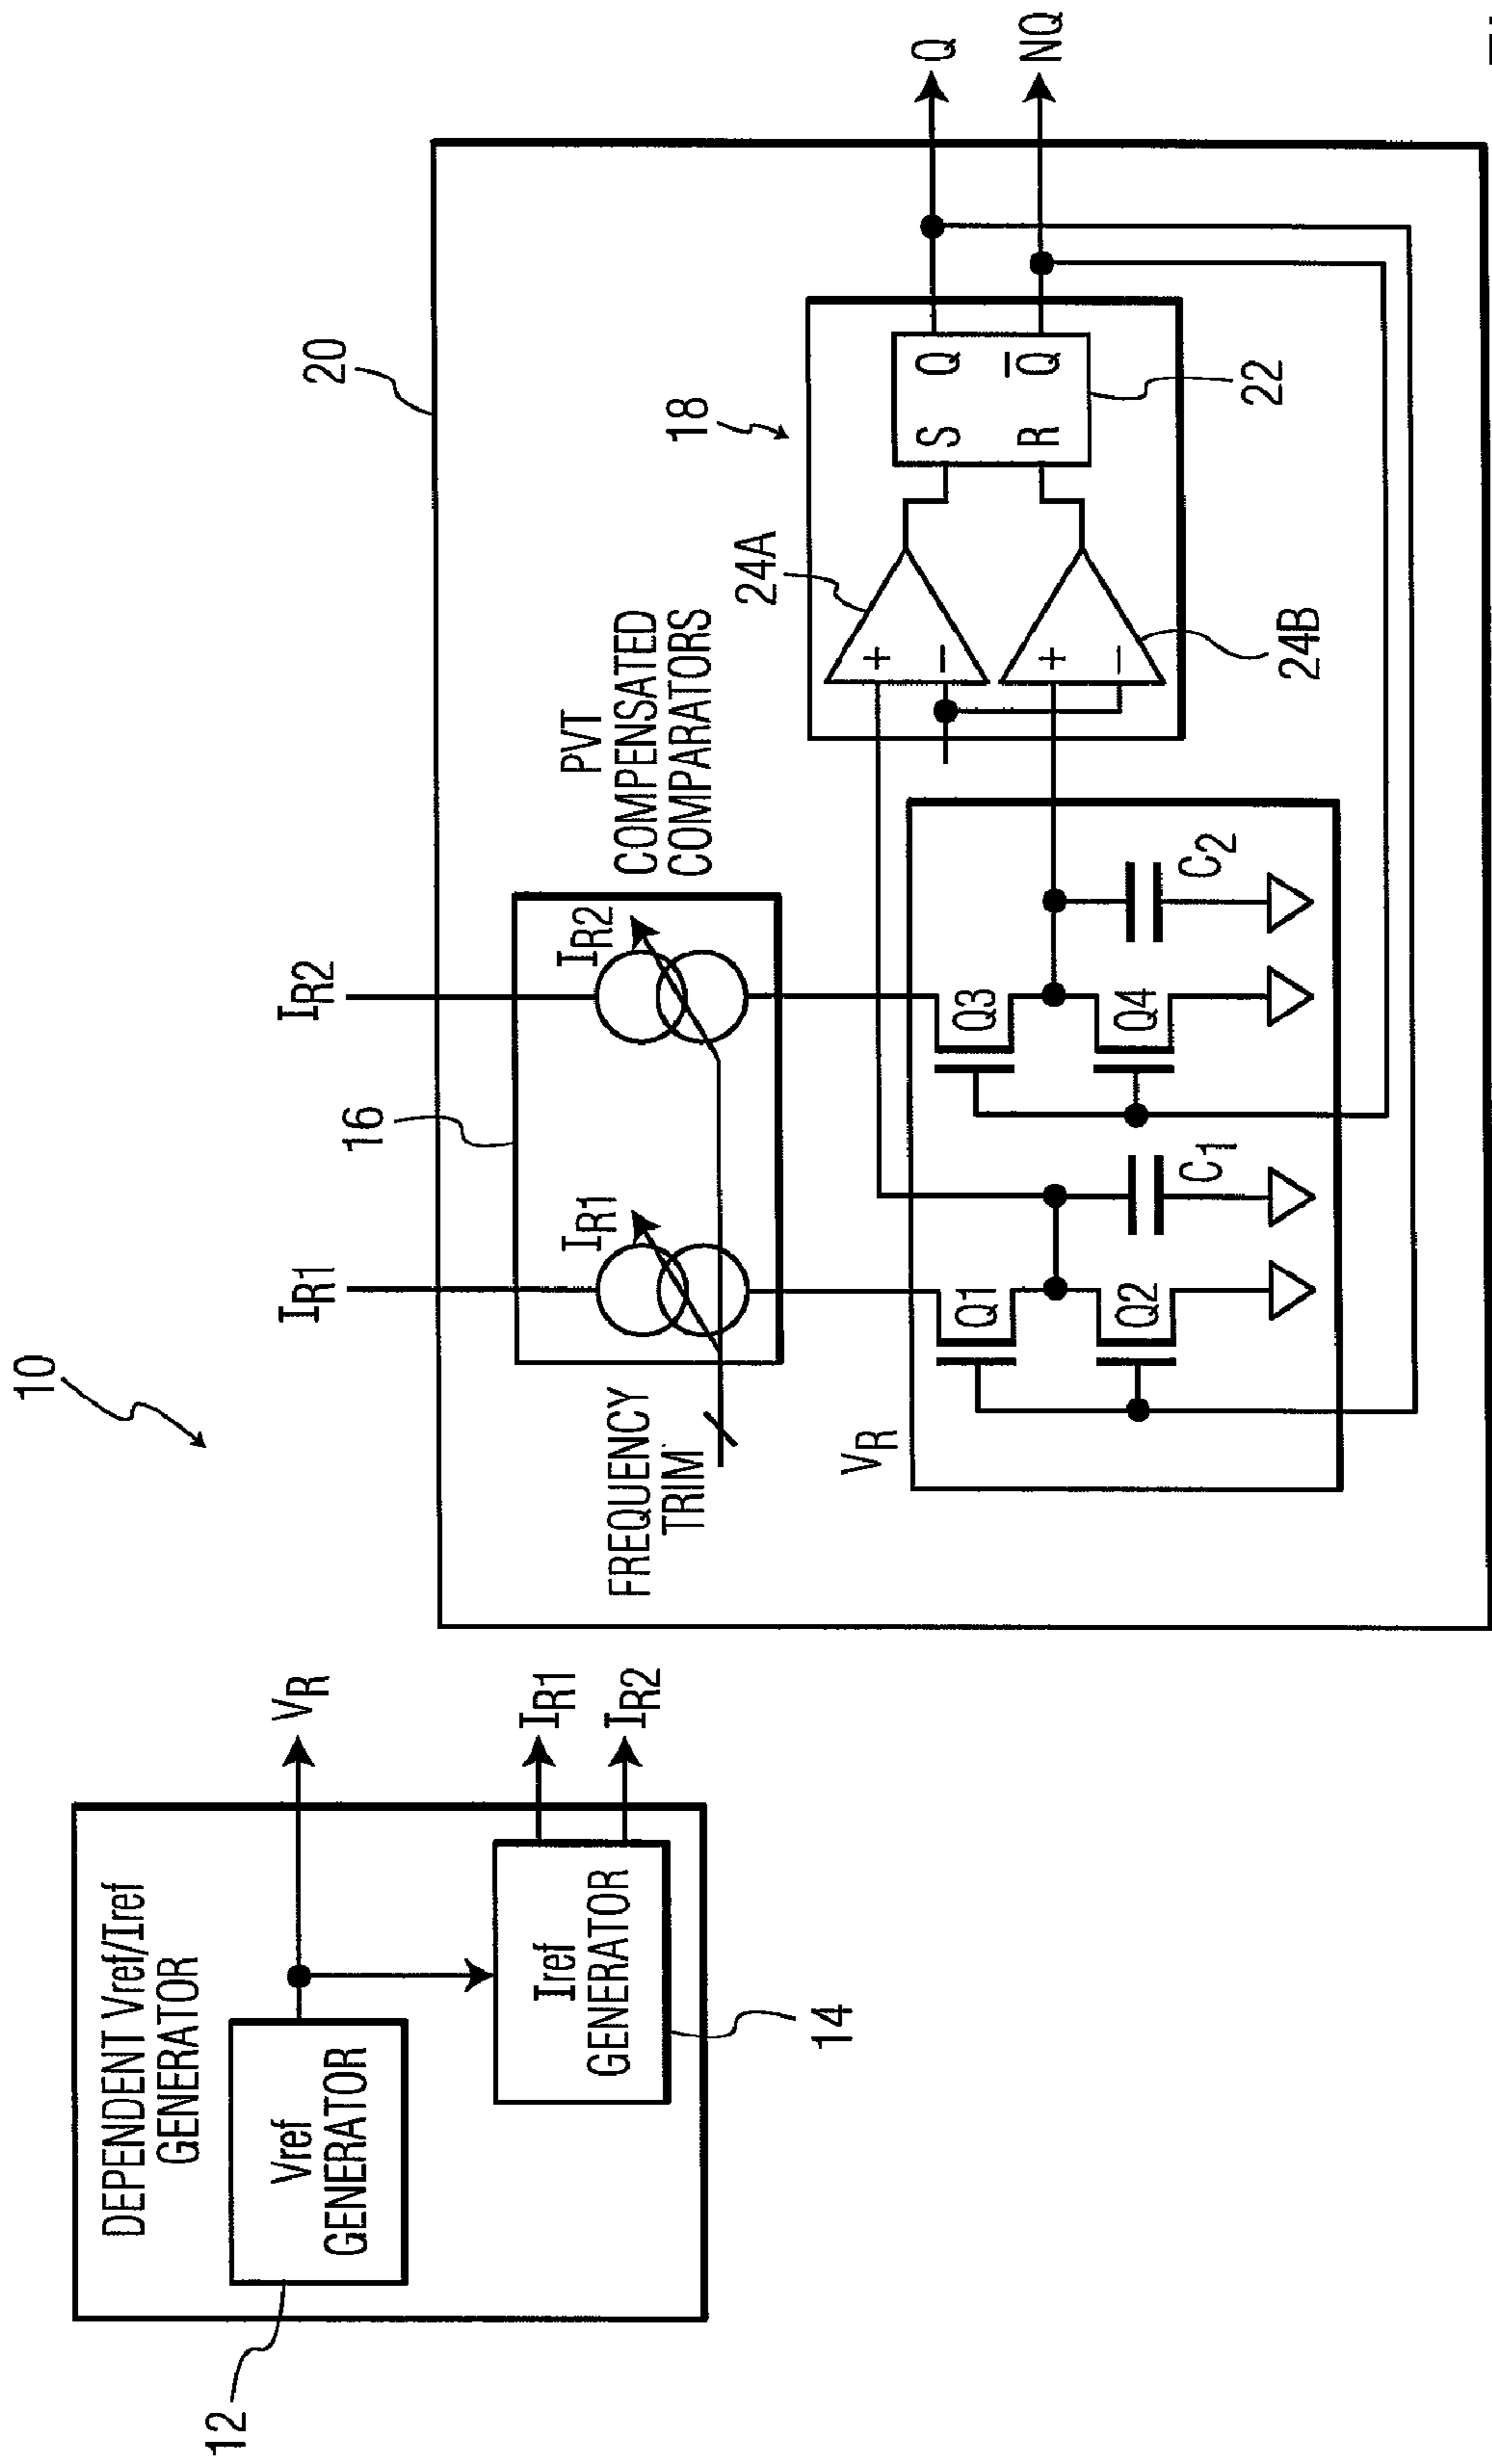 10
DEPENDENT Vref/Iref
GENERATOR
Vref
GENERATOR
12
Iref
GENERATOR
14
VR
IR1
IR2
20
IR1
IR2
16
IR1
IR2
FREQUENCY
TRIM
PVT
COMPENSATED
COMPARATORS
18
24A
+
−
24B
+
−
S
Q
R
Q̅
22
Q
NQ
VR
Q1
Q2
C1
Q3
Q4
C2